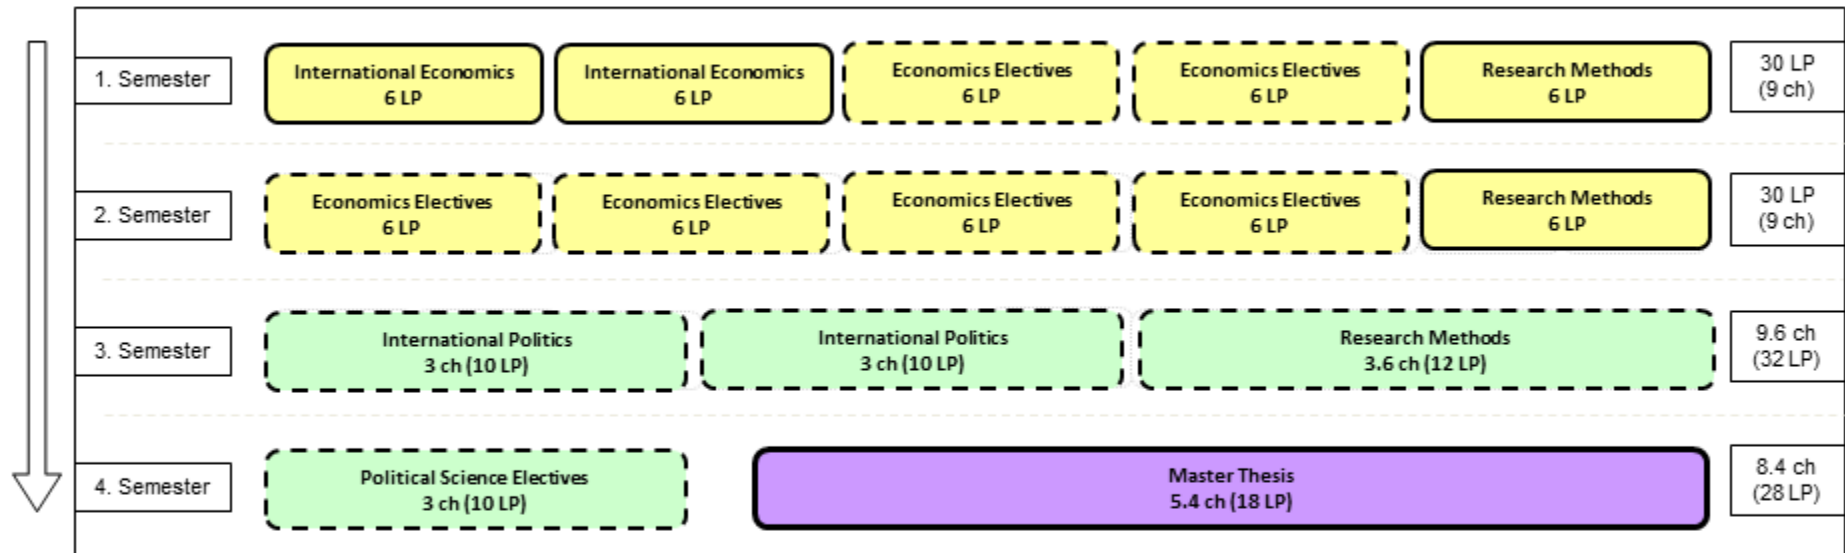 1. Semester
International Economics
6 LP
International Economics
6 LP
Economics Electives
6 LP
Economics Electives
6 LP
Research Methods
6 LP
30 LP
(9 ch)
2. Semester
Economics Electives
6 LP
Economics Electives
6 LP
Economics Electives
6 LP
Economics Electives
6 LP
Research Methods
6 LP
30 LP
(9 ch)
3. Semester
International Politics
3 ch (10 LP)
International Politics
3 ch (10 LP)
Research Methods
3.6 ch (12 LP)
9.6 ch
(32 LP)
4. Semester
Political Science Electives
3 ch (10 LP)
Master Thesis
5.4 ch (18 LP)
8.4 ch
(28 LP)